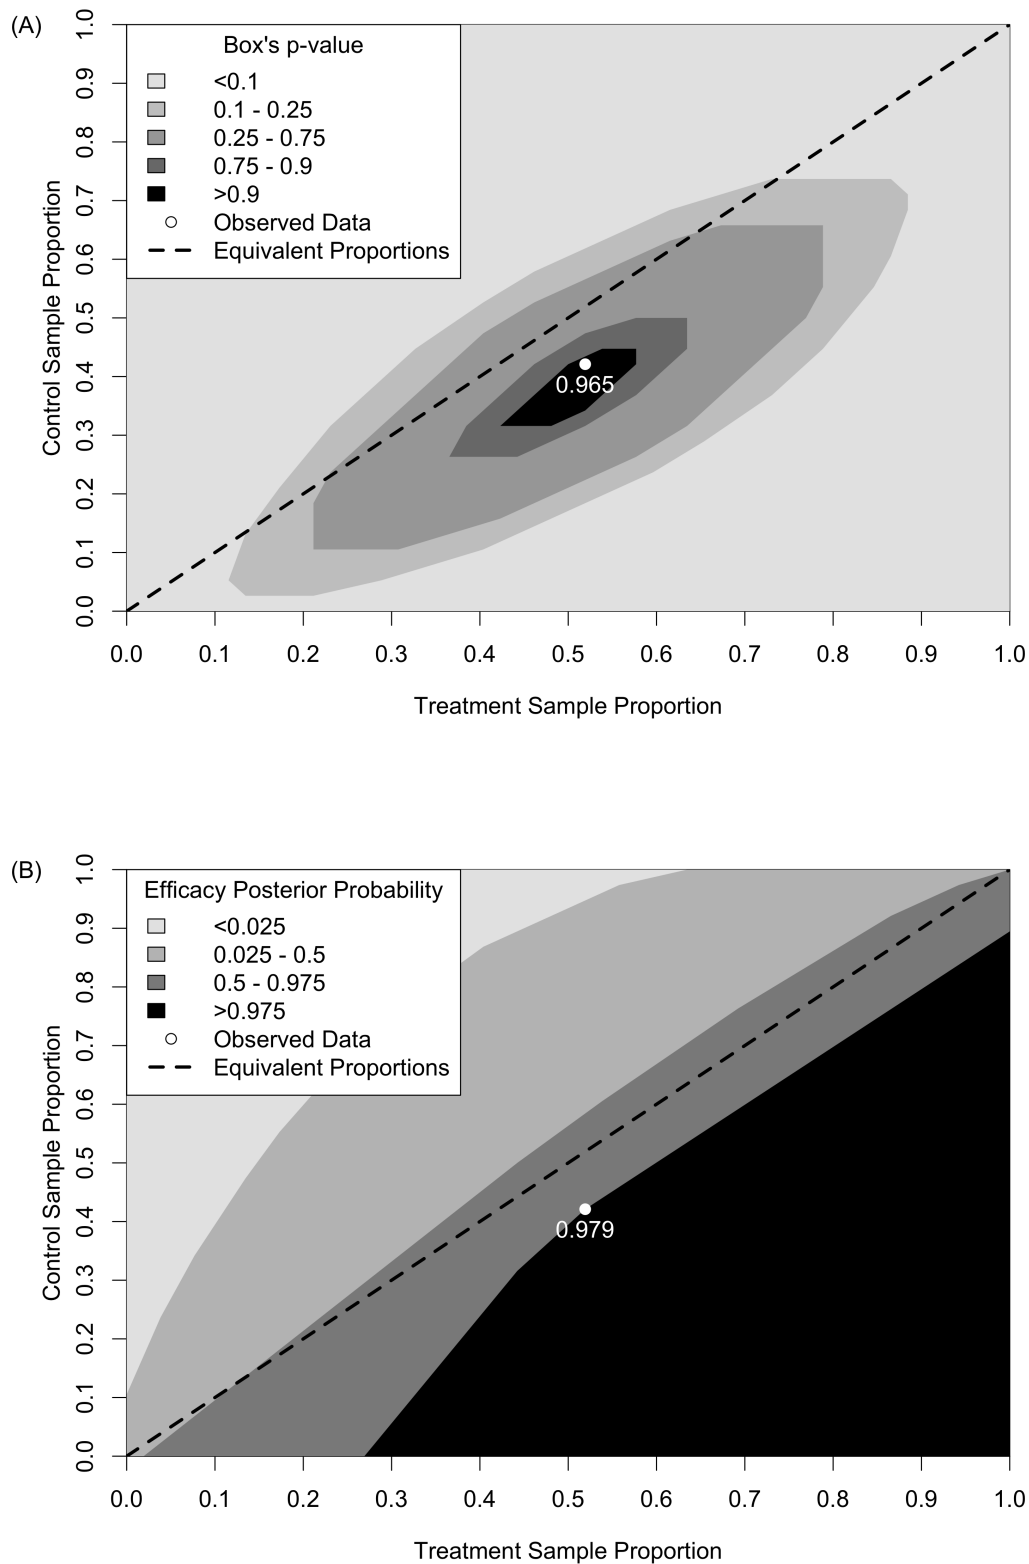 (A)
Box's p-value
<0.1
0.1 - 0.25
0.25 - 0.75
0.75 - 0.9
>0.9
Observed Data
Equivalent Proportions
Control Sample Proportion
1.0
0.9
0.8
0.7
0.6
0.5
0.4
0.3
0.2
0.1
0.0
0.965
0.0 0.1 0.2 0.3 0.4 0.5 0.6 0.7 0.8 0.9 1.0
Treatment Sample Proportion
(B)
Efficacy Posterior Probability
<0.025
0.025 - 0.5
0.5 - 0.975
>0.975
Observed Data
Equivalent Proportions
Control Sample Proportion
1.0
0.9
0.8
0.7
0.6
0.5
0.4
0.3
0.2
0.1
0.0
0.979
0.0 0.1 0.2 0.3 0.4 0.5 0.6 0.7 0.8 0.9 1.0
Treatment Sample Proportion